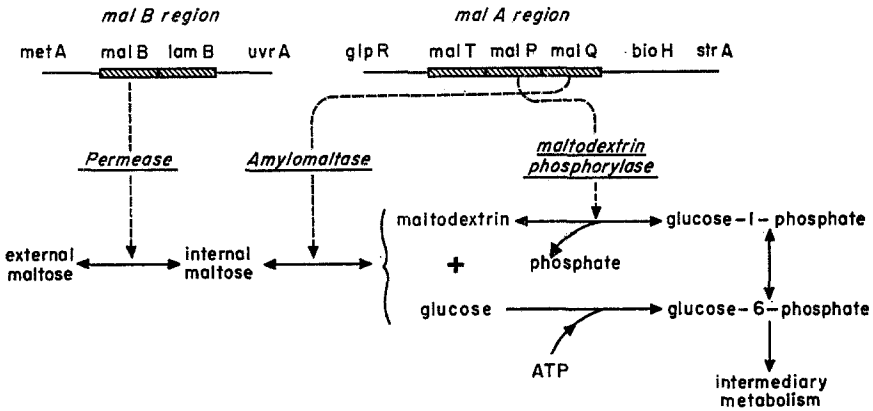 mal B region
mal A region
met A mal B lam B uvr A glp R mal T mal P mal Q bio H str A
Permease
Amylomaltase
maltodextrin
phosphorylase
maltodextrin
glucose-1-phosphate
external
maltose
internal
maltose
+
phosphate
glucose
glucose-6-phosphate
ATP
intermediary
metabolism